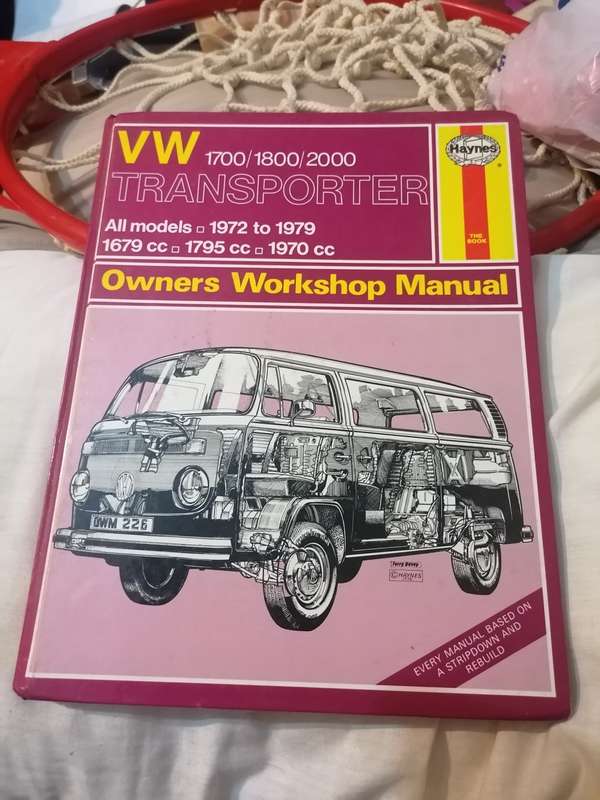 VW 1700/1800/2000
TRANSPORTER
All models ▫ 1972 to 1979
1679 cc ▫ 1795 cc ▫ 1970 cc
Haynes
®
THE
BOOK
Owners Workshop Manual
OWM 226
Terry Davey
© HAYNES
EVERY MANUAL BASED ON
A STRIPDOWN AND
REBUILD